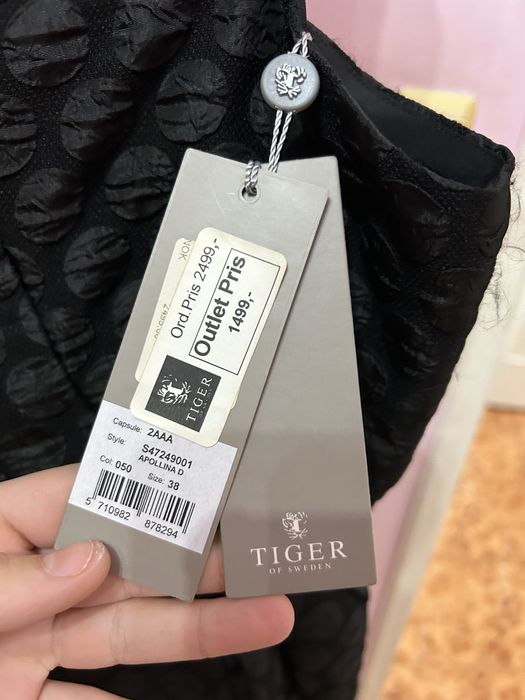 NOK
Ord.Pris 2499,-
Outlet Pris
1499,-
TIGER
Capsule: 2AAA
Style: S47249001
APOLLINA D
Col: 050 Size: 38
5 710982 878294
TIGER
OF SWEDEN